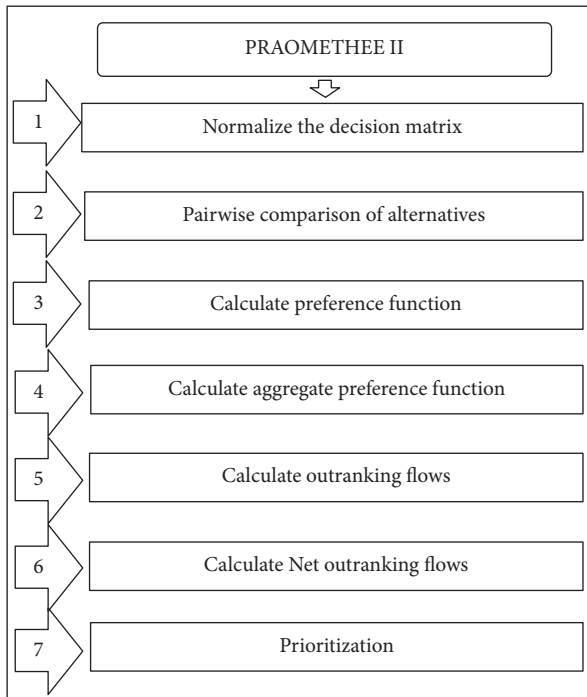 PRAOMETHEE II
1
Normalize the decision matrix
2
Pairwise comparison of alternatives
3
Calculate preference function
4
Calculate aggregate preference function
5
Calculate outranking flows
6
Calculate Net outranking flows
7
Prioritization